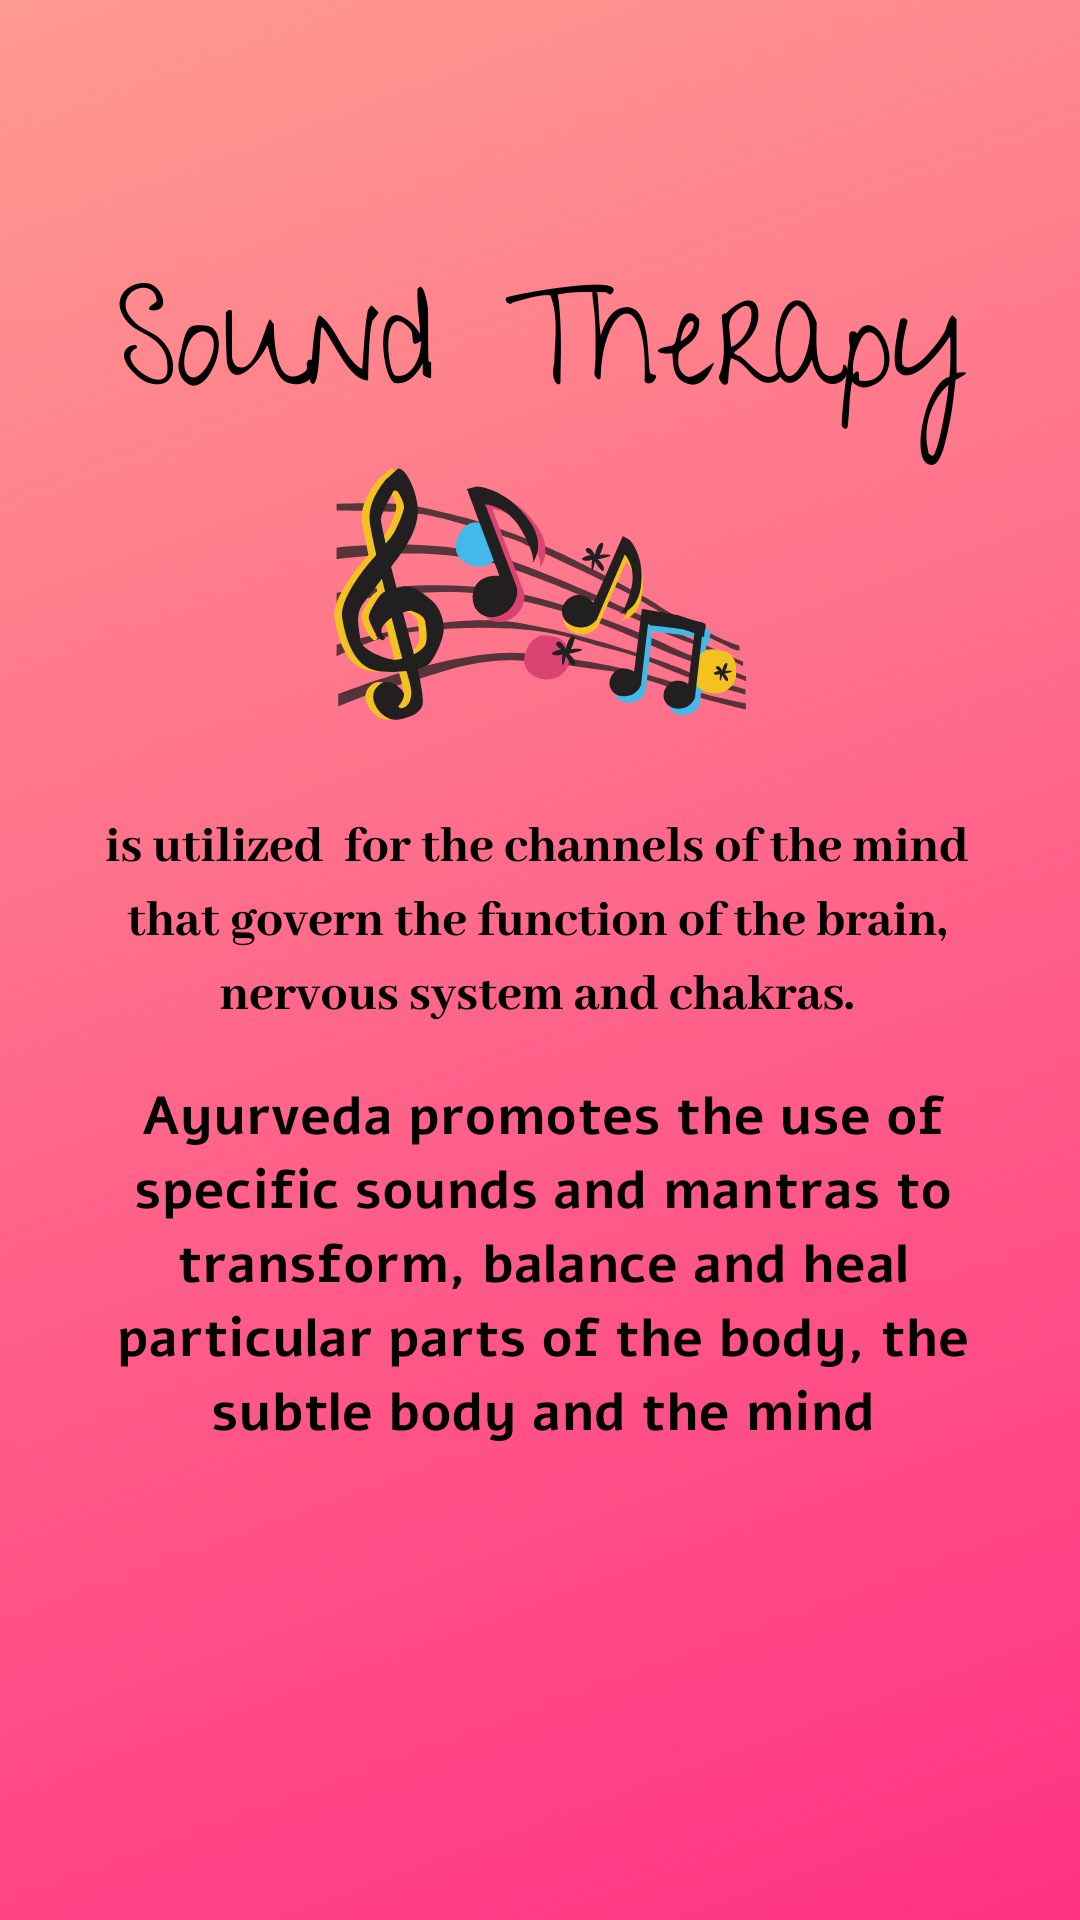 Sound Therapy
is utilized  for the channels of the mind
that govern the function of the brain,
nervous system and chakras.
Ayurveda promotes the use of
specific sounds and mantras to
transform, balance and heal
particular parts of the body, the
subtle body and the mind